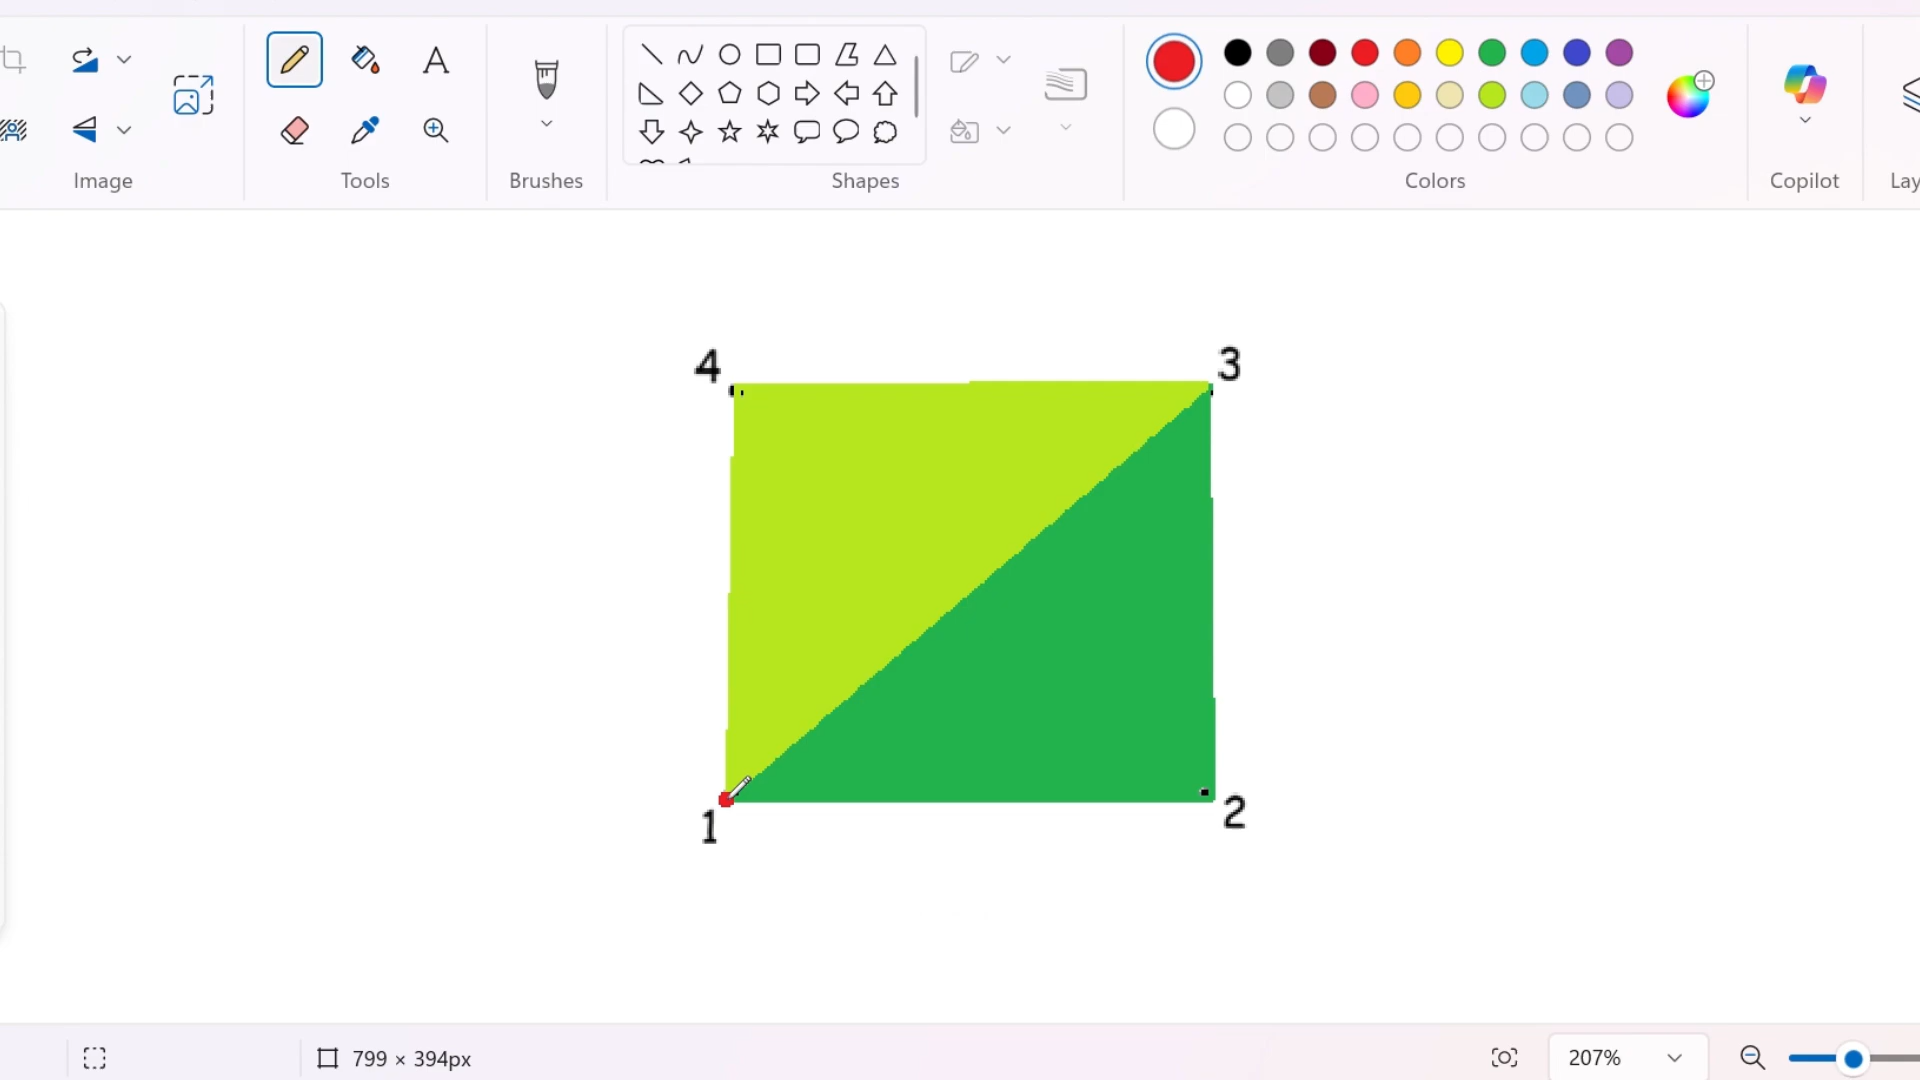 Image
Tools
Brushes
Shapes
Colors
Copilot
Lay
4
3
1
2
799 × 394px
207%